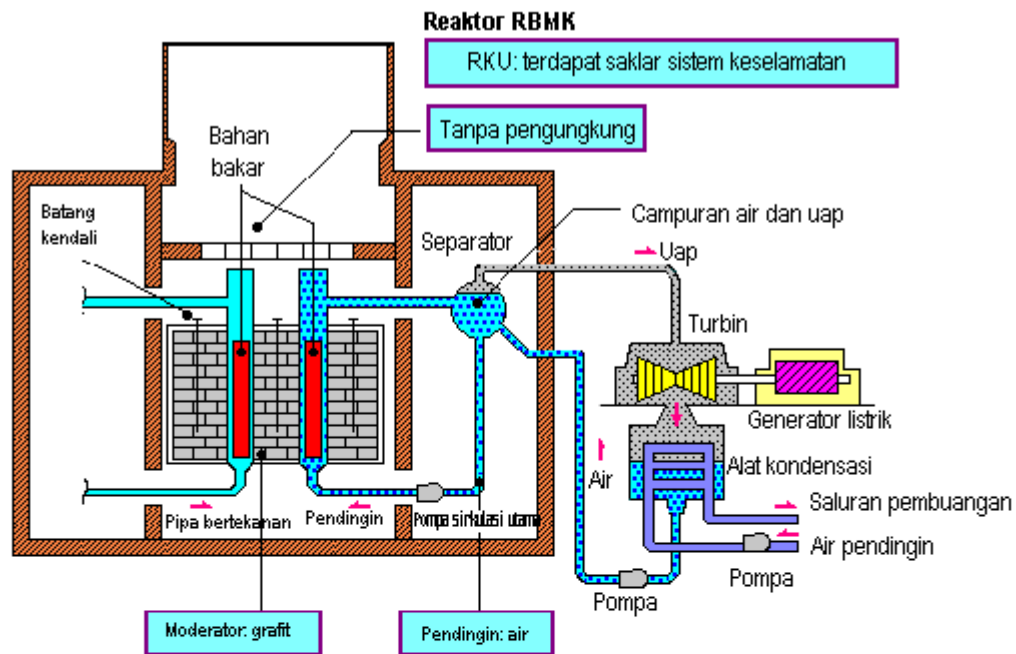 Reaktor RBMK
RKU: terdapat saklar sistem keselamatan
Tanpa pengungkung
Bahan
bakar
Batang
kendali
Separator
Campuran air dan uap
Uap
Turbin
Generator listrik
Alat kondensasi
Air
Saluran pembuangan
Air pendingin
Pompa
Pompa
Pipa bertekanan
Pendingin
Pompa sirkulasi utama
Moderator: grafit
Pendingin: air